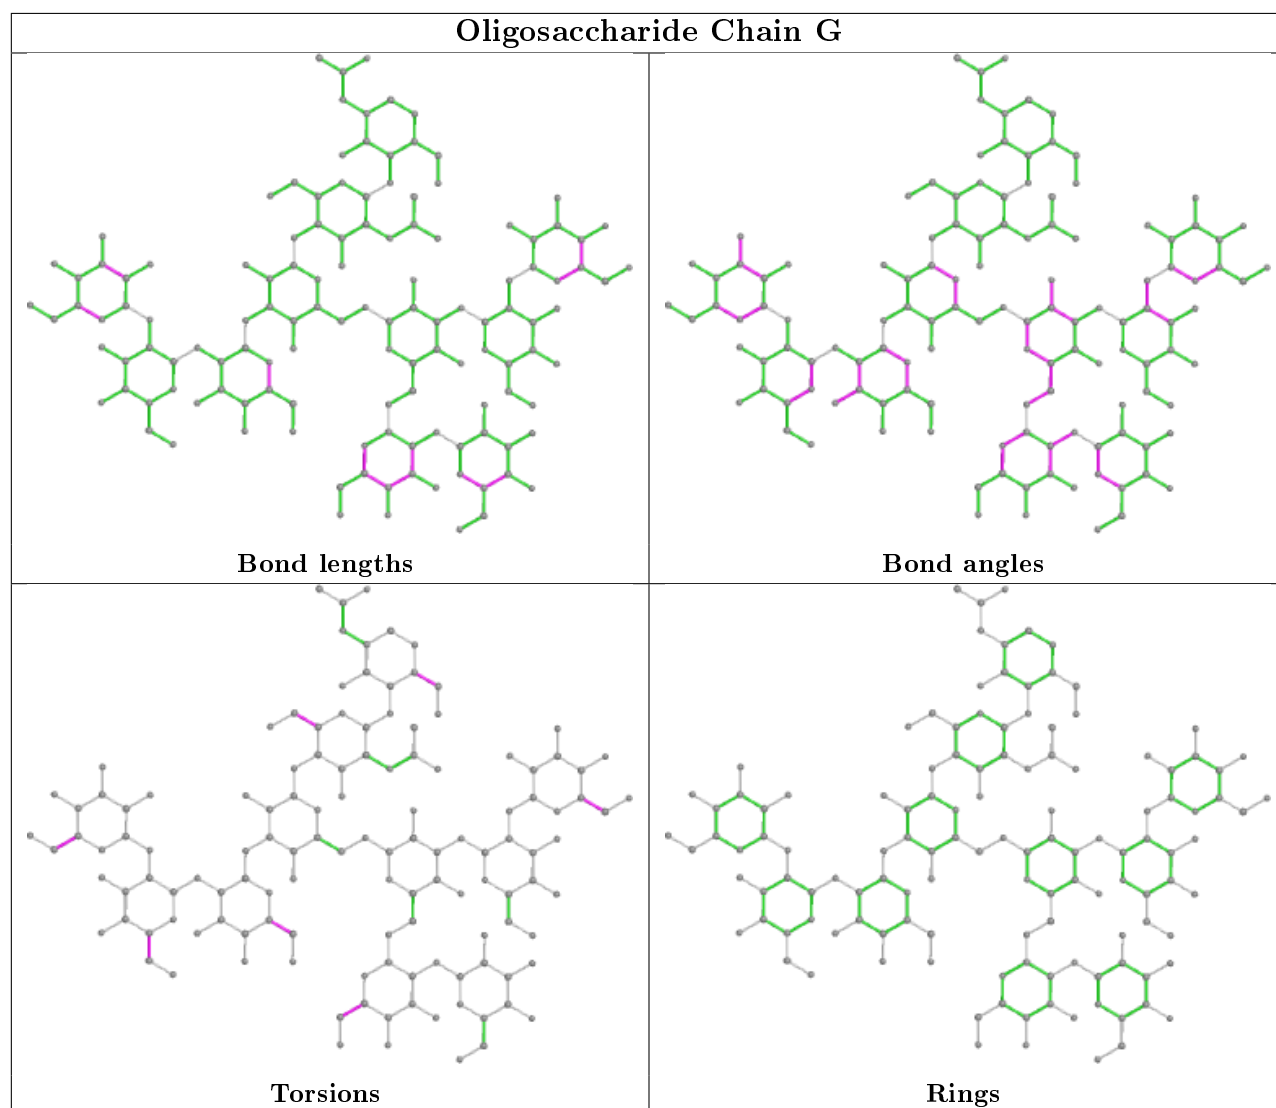 Oligosaccharide Chain G
Bond lengths
Bond angles
Torsions
Rings